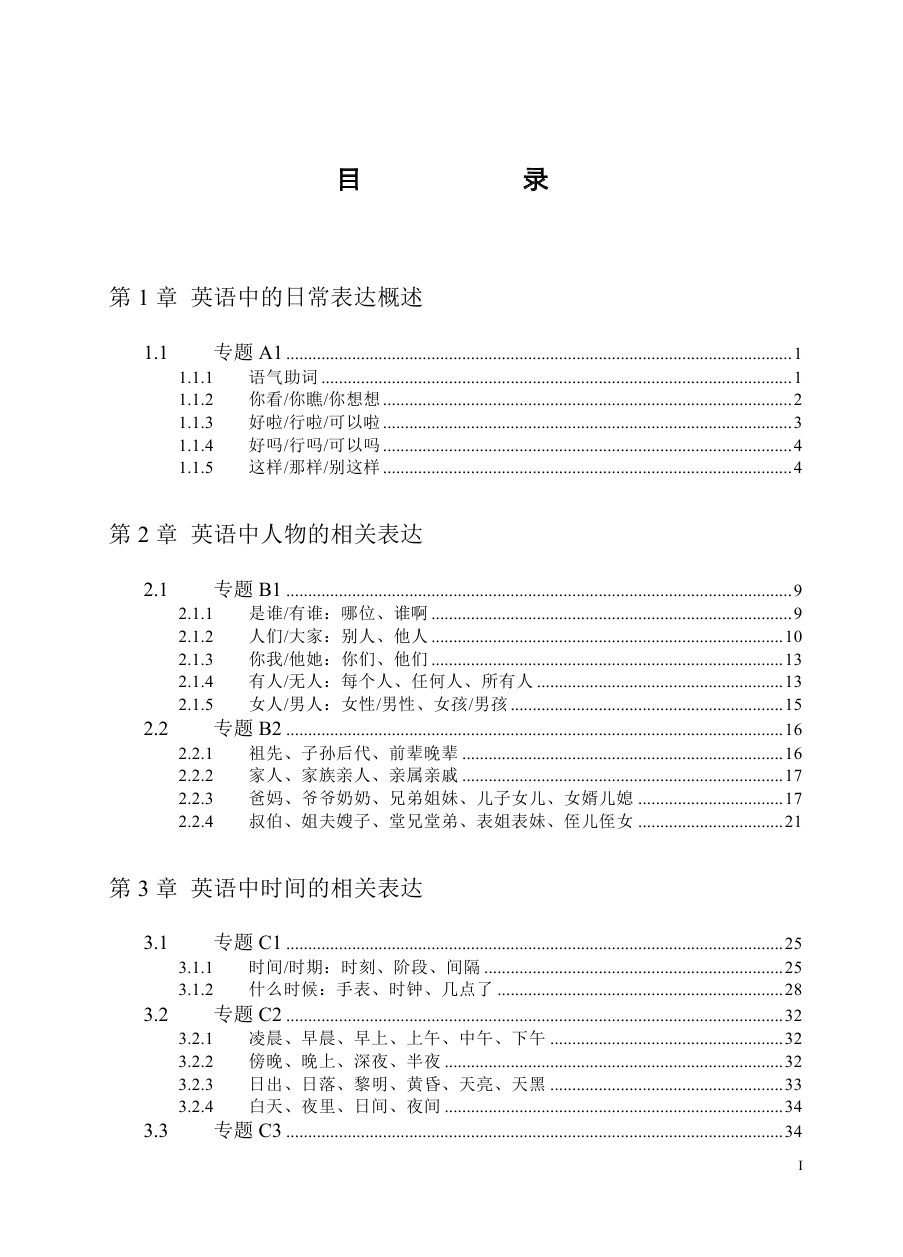 目 录
第 1 章 英语中的日常表达概述
1.1 专题 A1 ........ 1
1.1.1 语气助词 ........ 1
1.1.2 你看/你瞧/你想想 ........ 2
1.1.3 好啦/行啦/可以啦 ........ 3
1.1.4 好吗/行吗/可以吗 ........ 4
1.1.5 这样/那样/别这样 ........ 4
第 2 章 英语中人物的相关表达
2.1 专题 B1 ........ 9
2.1.1 是谁/有谁：哪位、谁啊 ........ 9
2.1.2 人们/大家：别人、他人 ........ 10
2.1.3 你我/他她：你们、他们 ........ 13
2.1.4 有人/无人：每个人、任何人、所有人 ........ 13
2.1.5 女人/男人：女性/男性、女孩/男孩 ........ 15
2.2 专题 B2 ........ 16
2.2.1 祖先、子孙后代、前辈晚辈 ........ 16
2.2.2 家人、家族亲人、亲属亲戚 ........ 17
2.2.3 爸妈、爷爷奶奶、兄弟姐妹、儿子女儿、女婿儿媳 ........ 17
2.2.4 叔伯、姐夫嫂子、堂兄堂弟、表姐表妹、侄儿侄女 ........ 21
第 3 章 英语中时间的相关表达
3.1 专题 C1 ........ 25
3.1.1 时间/时期：时刻、阶段、间隔 ........ 25
3.1.2 什么时候：手表、时钟、几点了 ........ 28
3.2 专题 C2 ........ 32
3.2.1 凌晨、早晨、早上、上午、中午、下午 ........ 32
3.2.2 傍晚、晚上、深夜、半夜 ........ 32
3.2.3 日出、日落、黎明、黄昏、天亮、天黑 ........ 33
3.2.4 白天、夜里、日间、夜间 ........ 34
3.3 专题 C3 ........ 34
I